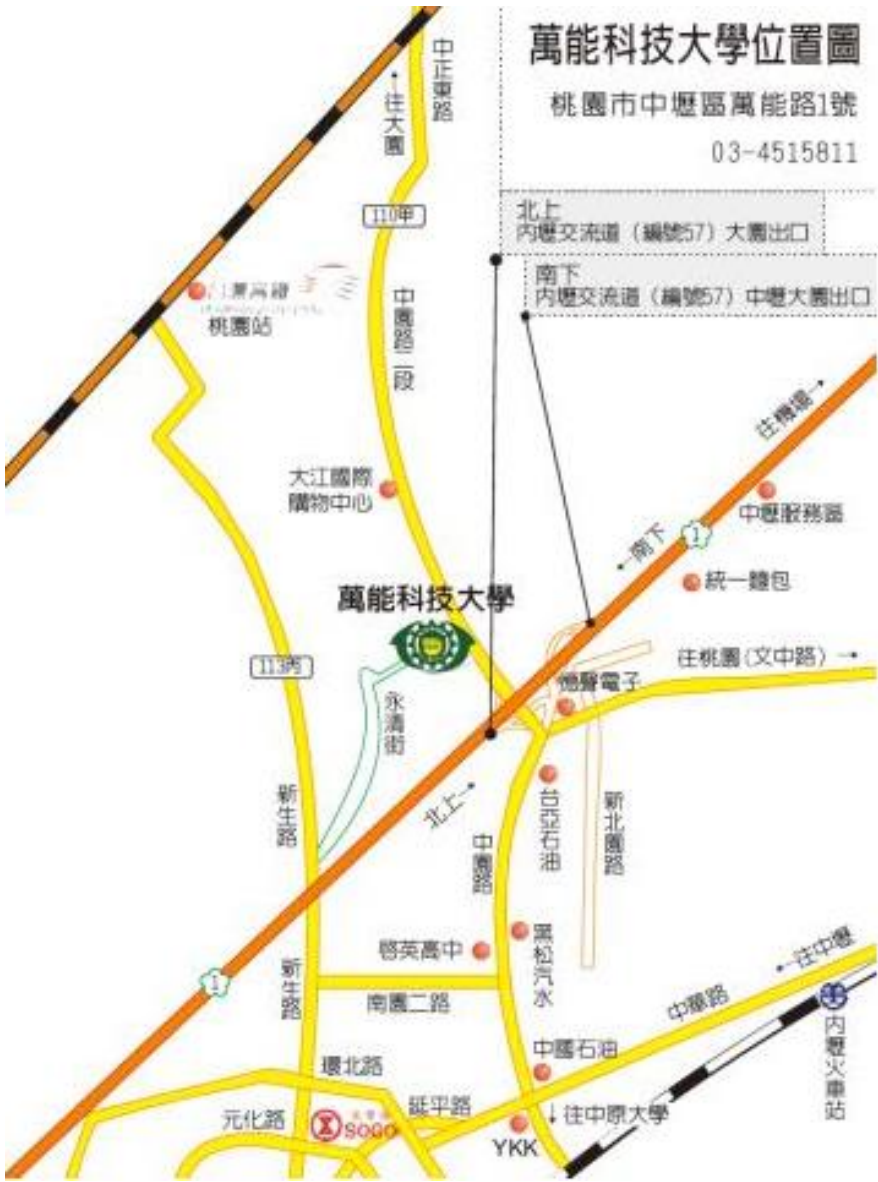 萬能科技大學位置圖
桃園市中壢區萬能路1號
03-4515811
北上
內壢交流道（編號57）大園出口
南下
內壢交流道（編號57）中壢大園出口
中正東路
←往大園
110甲
中園路二段
桃園站
大江國際
購物中心
往機場→
中壢服務區
←南下
1
統一麵包
萬能科技大學
往桃園(文中路)→
113丙
億聲電子
永清街
北上→
新生路
中園路
台亞石油
新北園路
啓英高中
黑松汽水
←往中壢
1
新生路
南園二路
中華路
內壢火車站
中國石油
環北路
延平路
元化路
SOGO
↓往中原大學
YKK